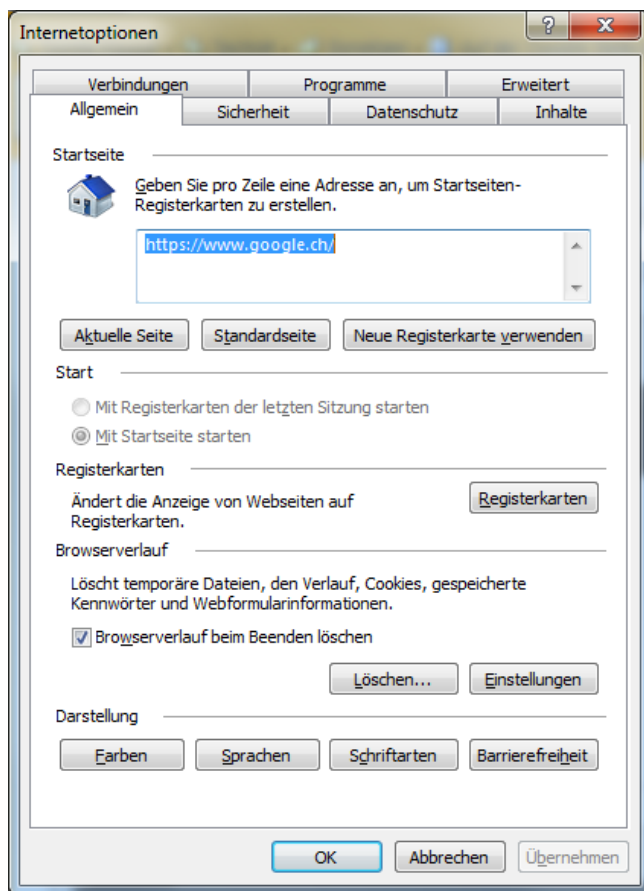 Internetoptionen
?
Verbindungen Programme Erweitert
Allgemein Sicherheit Datenschutz Inhalte
Startseite
Geben Sie pro Zeile eine Adresse an, um Startseiten-
Registerkarten zu erstellen.
https://www.google.ch/
Aktuelle Seite Standardseite Neue Registerkarte verwenden
Start
Mit Registerkarten der letzten Sitzung starten
Mit Startseite starten
Registerkarten
Ändert die Anzeige von Webseiten auf
Registerkarten.
Registerkarten
Browserverlauf
Löscht temporäre Dateien, den Verlauf, Cookies, gespeicherte
Kennwörter und Webformularinformationen.
Browserverlauf beim Beenden löschen
Löschen... Einstellungen
Darstellung
Farben Sprachen Schriftarten Barrierefreiheit
OK Abbrechen Übernehmen